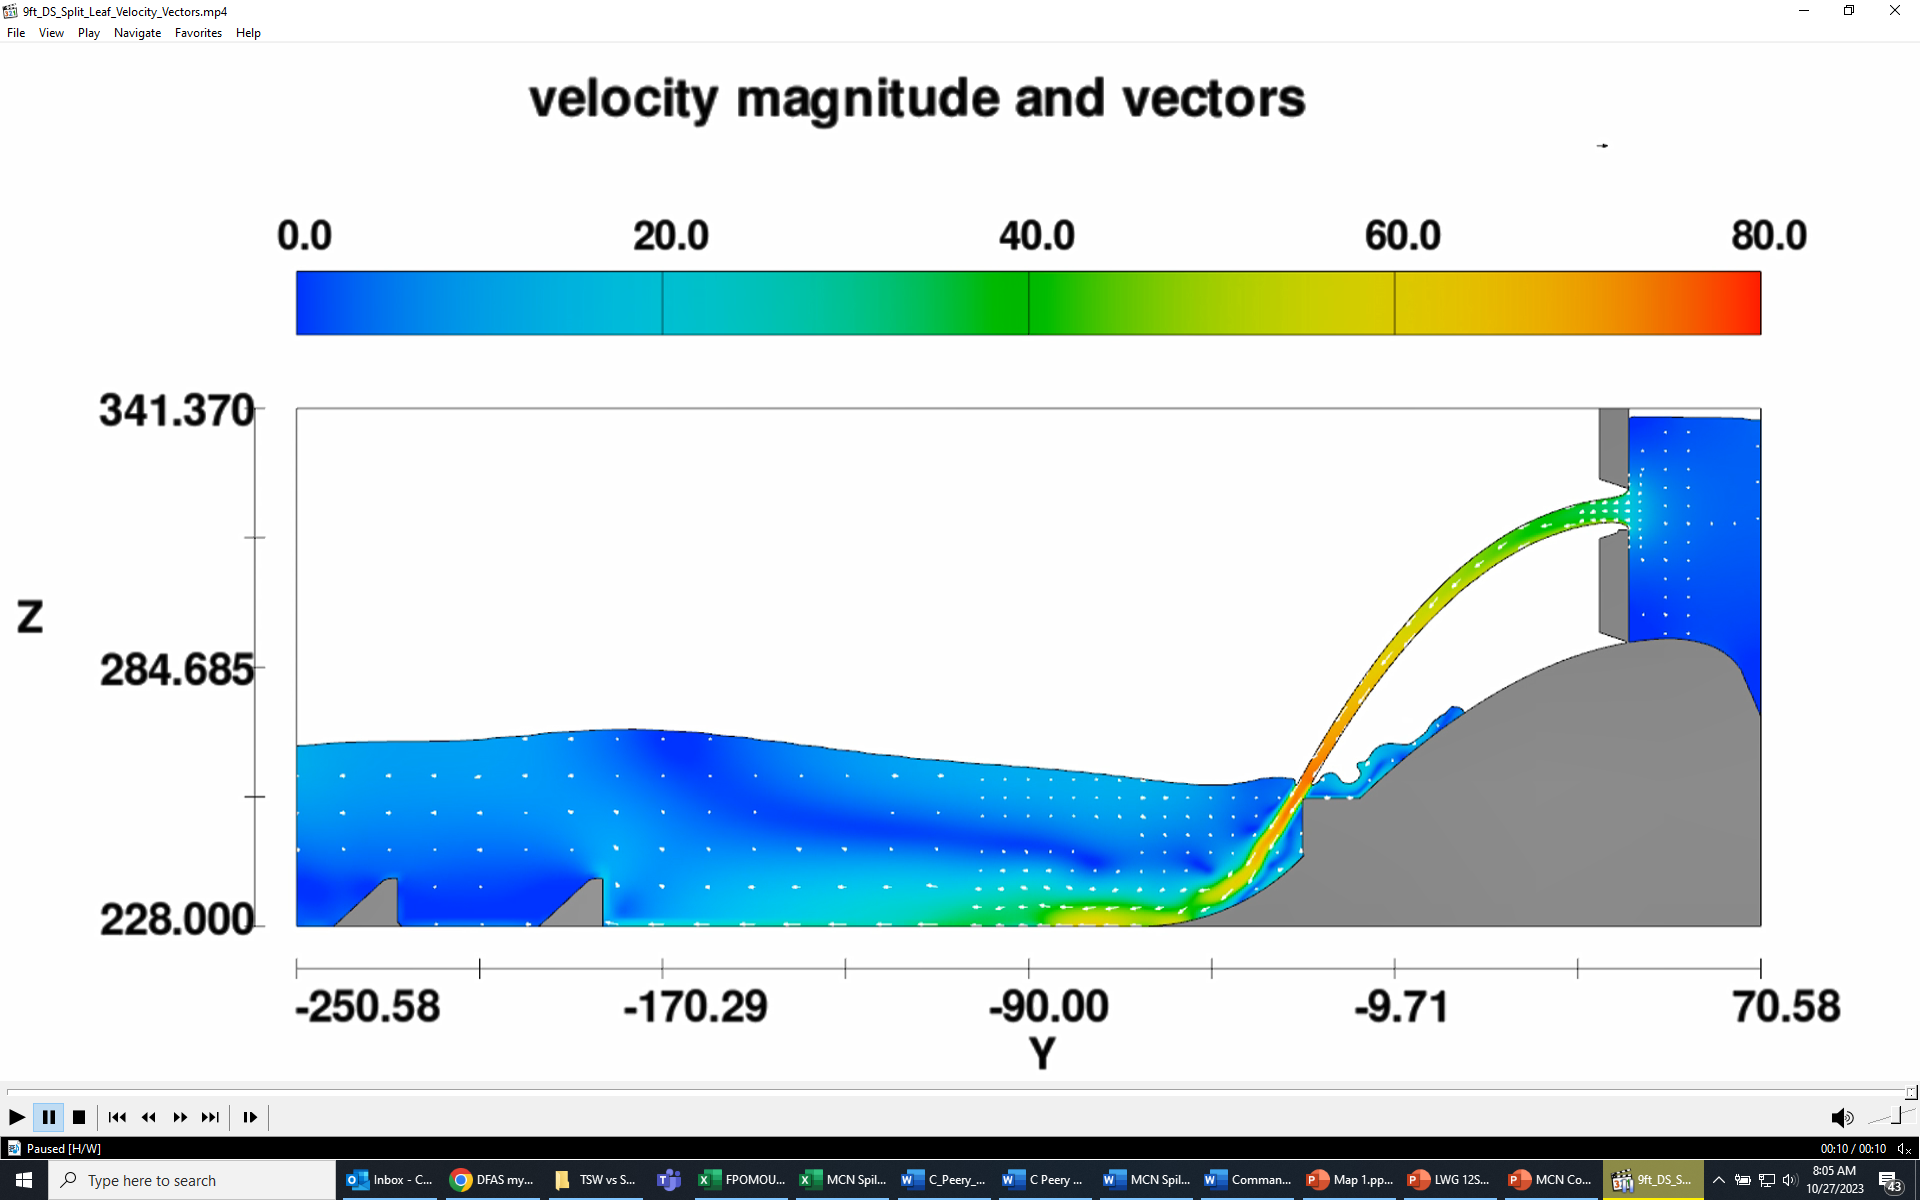 9ft_DS_Split_Leaf_Velocity_Vectors.mp4
File View Play Navigate Favorites Help
velocity magnitude and vectors
0.0 20.0 40.0 60.0 80.0
341.370
Z
284.685
228.000
-250.58 -170.29 -90.00 -9.71 70.58
Y
Paused [H/W]
00:10 / 00:10
Type here to search
Inbox - C...
DFAS my...
TSW vs S...
FPOMOU...
MCN Spil...
C_Peery_...
C Peery ...
MCN Spil...
Comman...
Map 1.pp...
LWG 12S...
MCN Co...
9ft_DS_S...
8:05 AM
10/27/2023
43